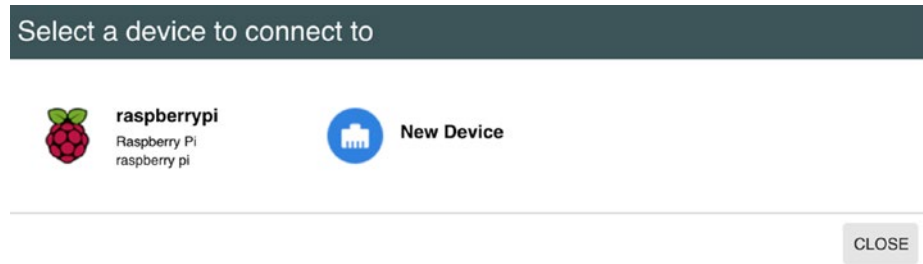 Select a device to connect to
raspberrypi
Raspberry Pi
raspberry pi
New Device
CLOSE